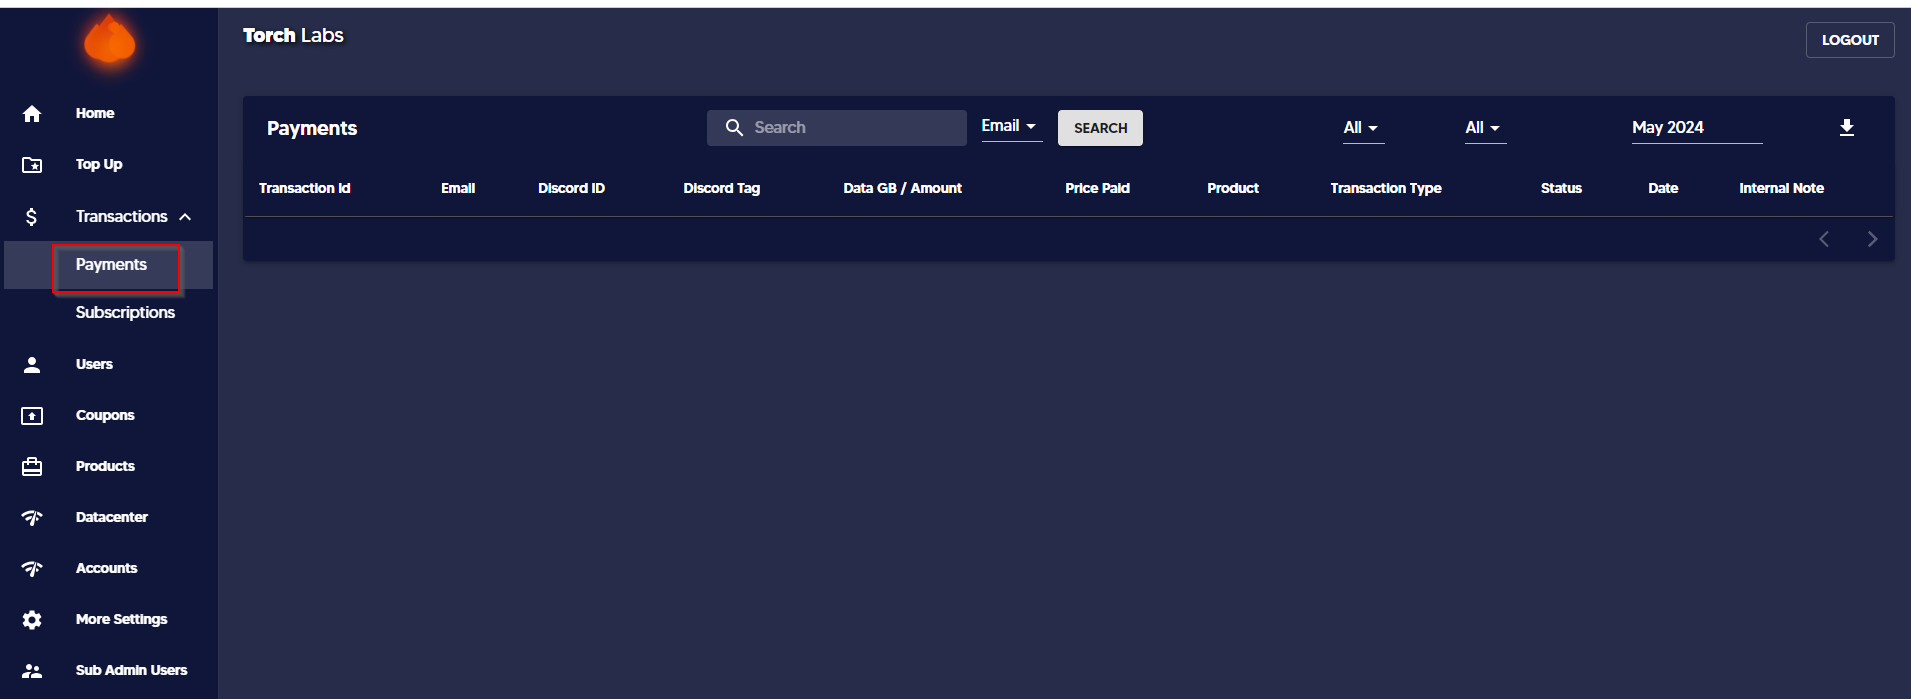 Torch Labs
LOGOUT
Home
Top Up
Transactions
Payments
Subscriptions
Users
Coupons
Products
Datacenter
Accounts
More Settings
Sub Admin Users
Payments
Search
Email
SEARCH
All
All
May 2024
Transaction Id Email Discord ID Discord Tag Data GB / Amount Price Paid Product Transaction Type Status Date Internal Note